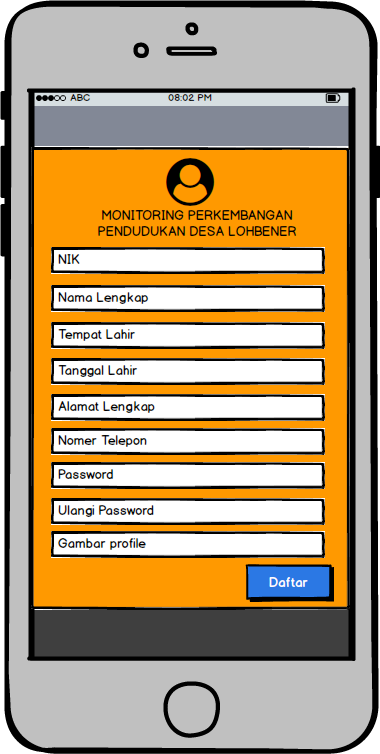 ABC 08:02 PM
MONITORING PERKEMBANGAN
PENDUDUKAN DESA LOHBENER
NIK
Nama Lengkap
Tempat Lahir
Tanggal Lahir
Alamat Lengkap
Nomer Telepon
Password
Ulangi Password
Gambar profile
Daftar